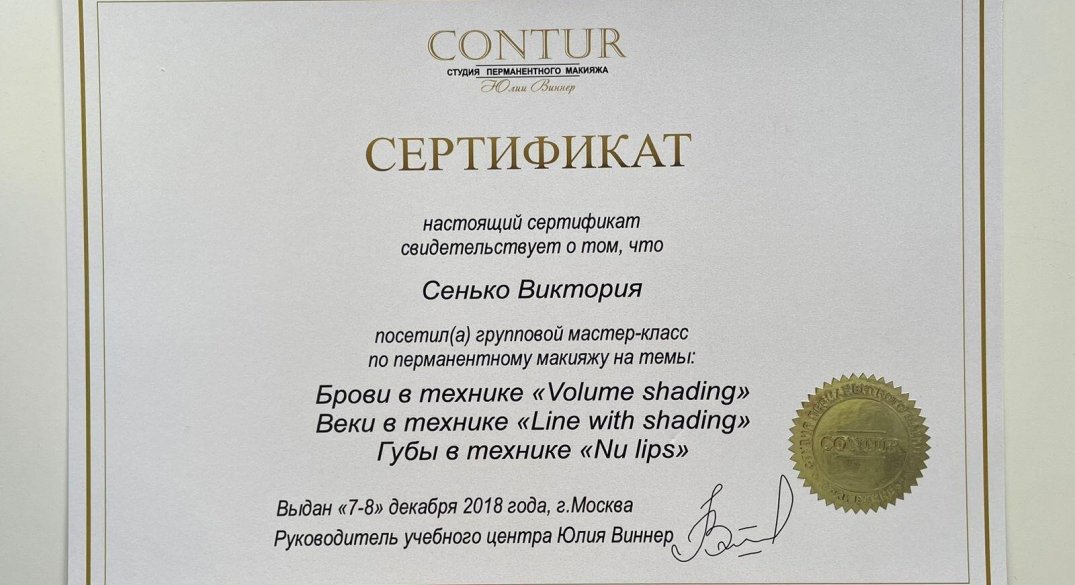 CONTUR
СТУДИЯ ПЕРМАНЕНТНОГО МАКИЯЖА
Юлии Виннер
СЕРТИФИКАТ
настоящий сертификат
свидетельствует о том, что
Сенько Виктория
посетил(а) групповой мастер-класс
по перманентному макияжу на темы:
Брови в технике «Volume shading»
Веки в технике «Line with shading»
Губы в технике «Nu lips»
CONTUR
Выдан «7-8» декабря 2018 года, г.Москва
Руководитель учебного центра Юлия Виннер